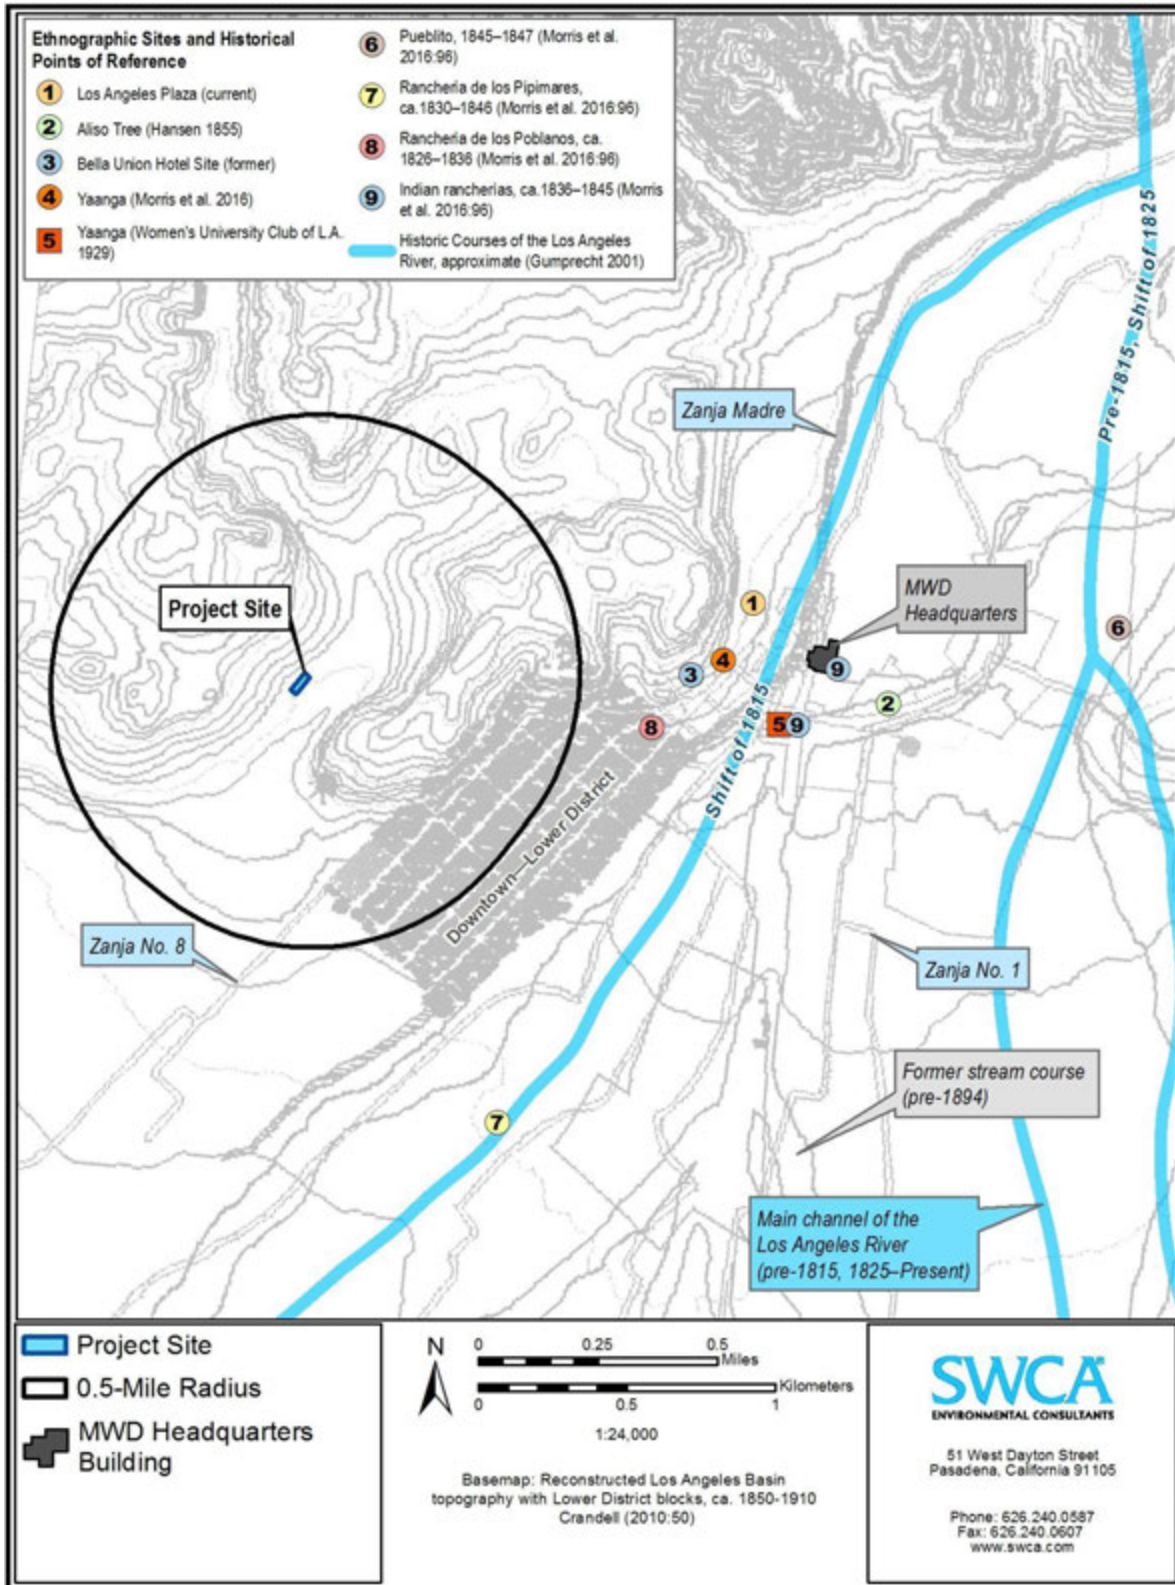 Ethnographic Sites and Historical
Points of Reference
1 Los Angeles Plaza (current)
2 Aliso Tree (Hansen 1855)
3 Bella Union Hotel Site (former)
4 Yaanga (Morris et al. 2016)
5 Yaanga (Women's University Club of L.A.
1929)
6 Pueblito, 1845–1847 (Morris et al.
2016:96)
7 Rancheria de los Pipimares,
ca.1830–1846 (Morris et al. 2016:96)
8 Rancheria de los Poblanos, ca.
1826–1836 (Morris et al. 2016:96)
9 Indian rancherías, ca.1836–1845 (Morris
et al. 2016:96)
Historic Courses of the Los Angeles
River, approximate (Gumprecht 2001)
Pre-1815, Shift of 1825
Zanja Madre
Project Site
MWD
Headquarters
1
6
4
3
9
2
8
5
9
Shift of 1815
Downtown—Lower District
Zanja No. 8
Zanja No. 1
Former stream course
(pre-1894)
7
Main channel of the
Los Angeles River
(pre-1815, 1825–Present)
Project Site
0.5-Mile Radius
MWD Headquarters
Building
N
0 0.25 0.5
Miles
Kilometers
0 0.5 1
1:24,000
Basemap: Reconstructed Los Angeles Basin
topography with Lower District blocks, ca. 1850-1910
Crandell (2010:50)
SWCA
ENVIRONMENTAL CONSULTANTS
51 West Dayton Street
Pasadena, California 91105
Phone: 626.240.0587
Fax: 626.240.0607
www.swca.com